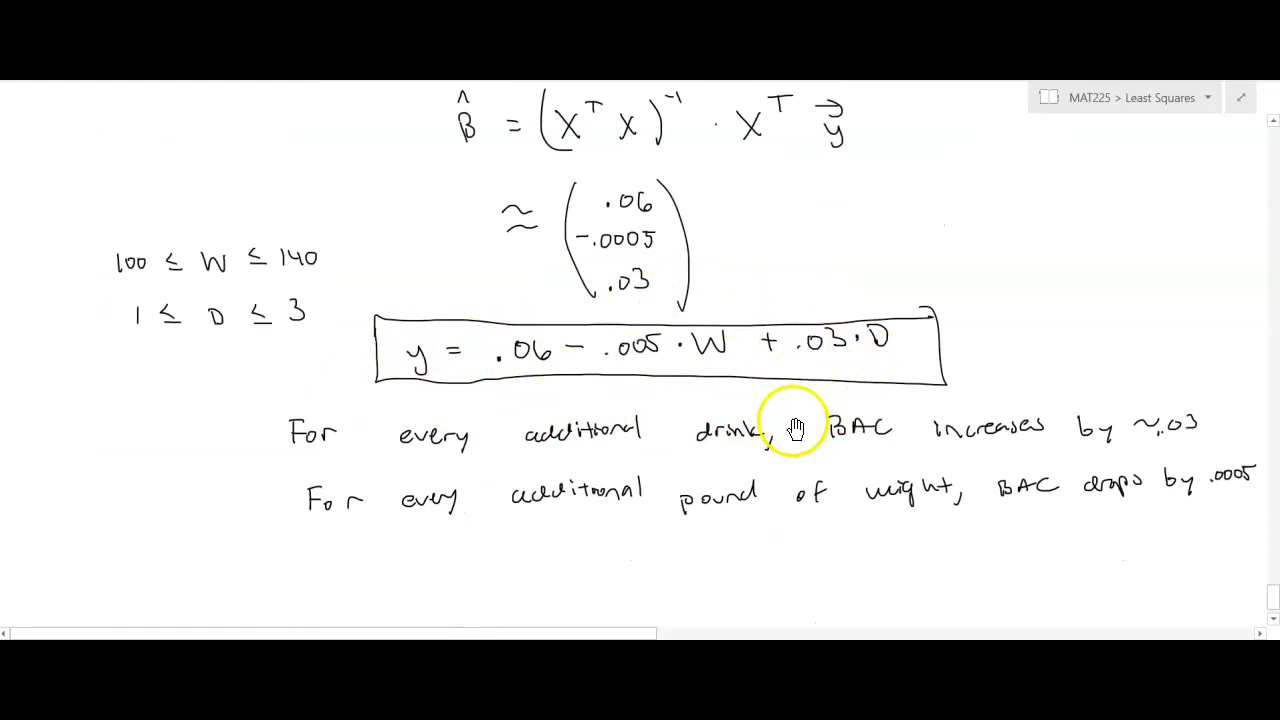 MAT225 > Least Squares
B̂ = (Xᵀ X)⁻¹ · Xᵀ y⃗
≈ ( .06
-.0005
.03 )
100 ≤ W ≤ 140
1 ≤ D ≤ 3
y = .06 - .005 · W + .03 · D
For every additional drink, BAC increases by ~.03
For every additional pound of weight, BAC drops by .0005